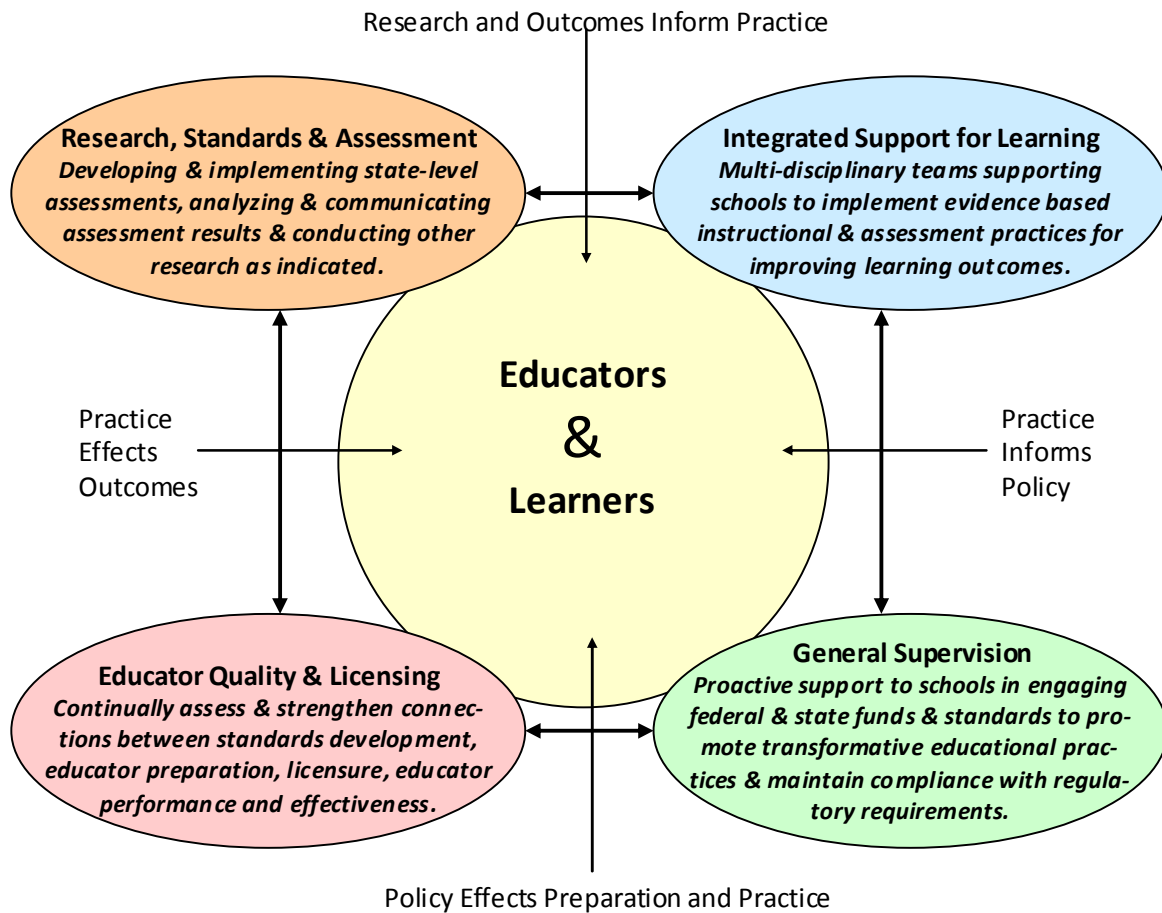 Research and Outcomes Inform Practice
Research, Standards & Assessment
Developing & implementing state-level
assessments, analyzing & communicating
assessment results & conducting other
research as indicated.
Integrated Support for Learning
Multi-disciplinary teams supporting
schools to implement evidence based
instructional & assessment practices for
improving learning outcomes.
Educators
&
Learners
Practice
Effects
Outcomes
Practice
Informs
Policy
Educator Quality & Licensing
Continually assess & strengthen connec-
tions between standards development,
educator preparation, licensure, educator
performance and effectiveness.
General Supervision
Proactive support to schools in engaging
federal & state funds & standards to pro-
mote transformative educational prac-
tices & maintain compliance with regula-
tory requirements.
Policy Effects Preparation and Practice